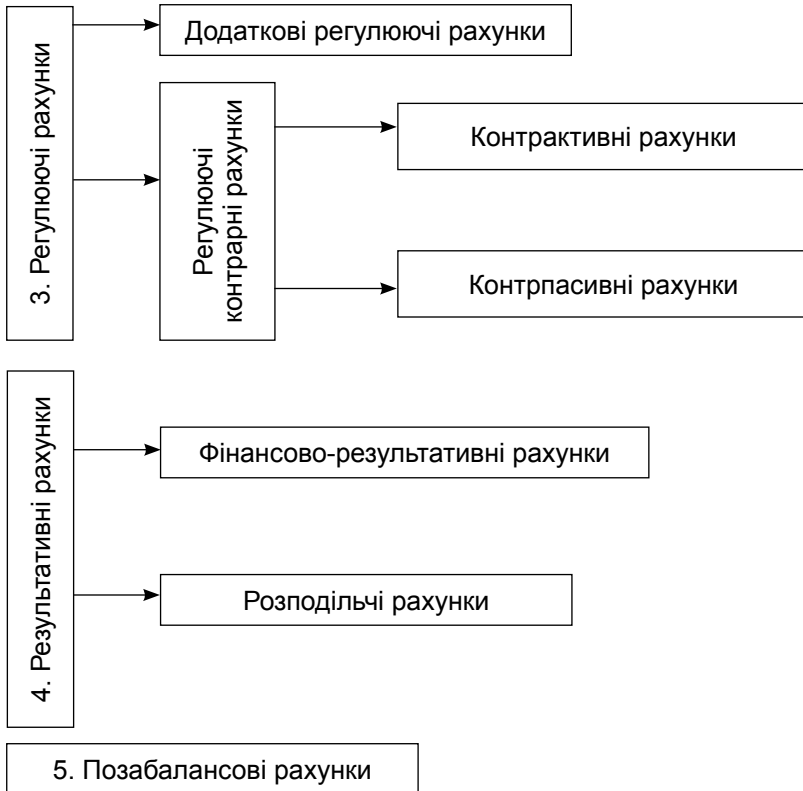 3. Регулюючі рахунки
Додаткові регулюючі рахунки
Регулюючі
контрарні рахунки
Контрактивні рахунки
Контрпасивні рахунки
4. Результативні рахунки
Фінансово-результативні рахунки
Розподільчі рахунки
5. Позабалансові рахунки